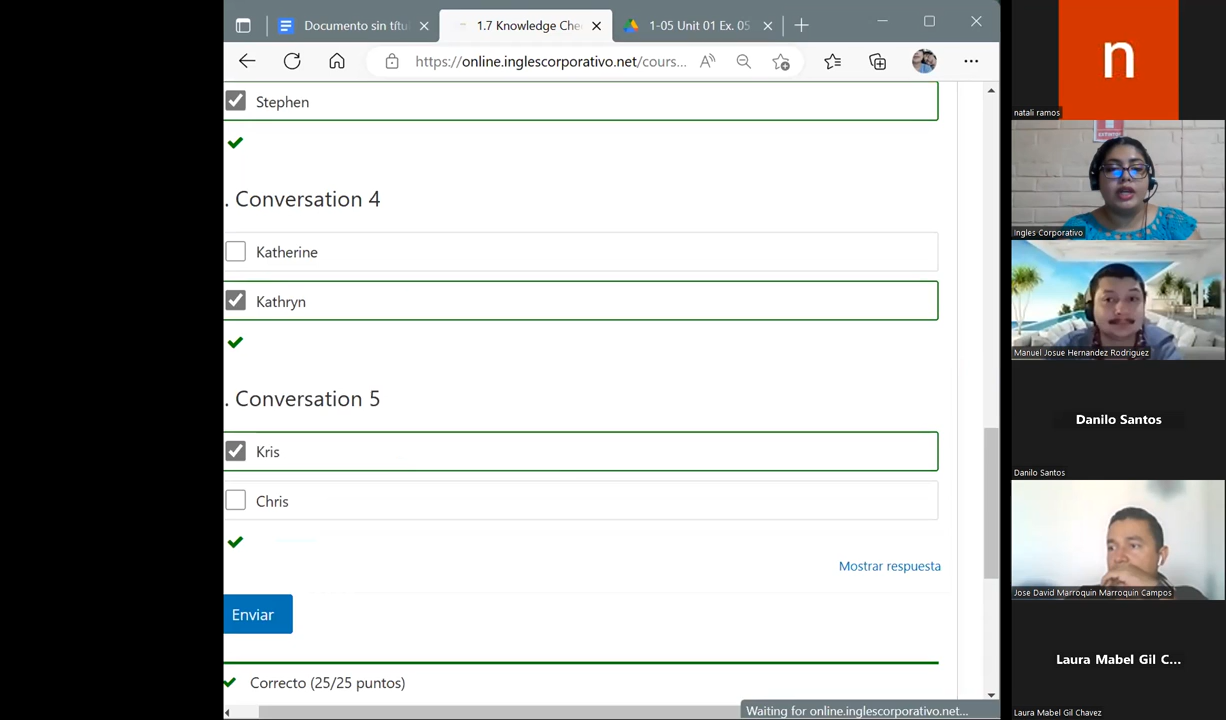 Documento sin títu
1.7 Knowledge Che
1-05 Unit 01 Ex. 05
https://online.inglescorporativo.net/cours...
Stephen
. Conversation 4
Katherine
Kathryn
. Conversation 5
Kris
Chris
Mostrar respuesta
Enviar
Correcto (25/25 puntos)
Waiting for online.inglescorporativo.net...
n
natali ramos
Ingles Corporativo
Manuel Josue Hernandez Rodriguez
Danilo Santos
Danilo Santos
Jose David Marroquin Marroquin Campos
Laura Mabel Gil C...
Laura Mabel Gil Chavez